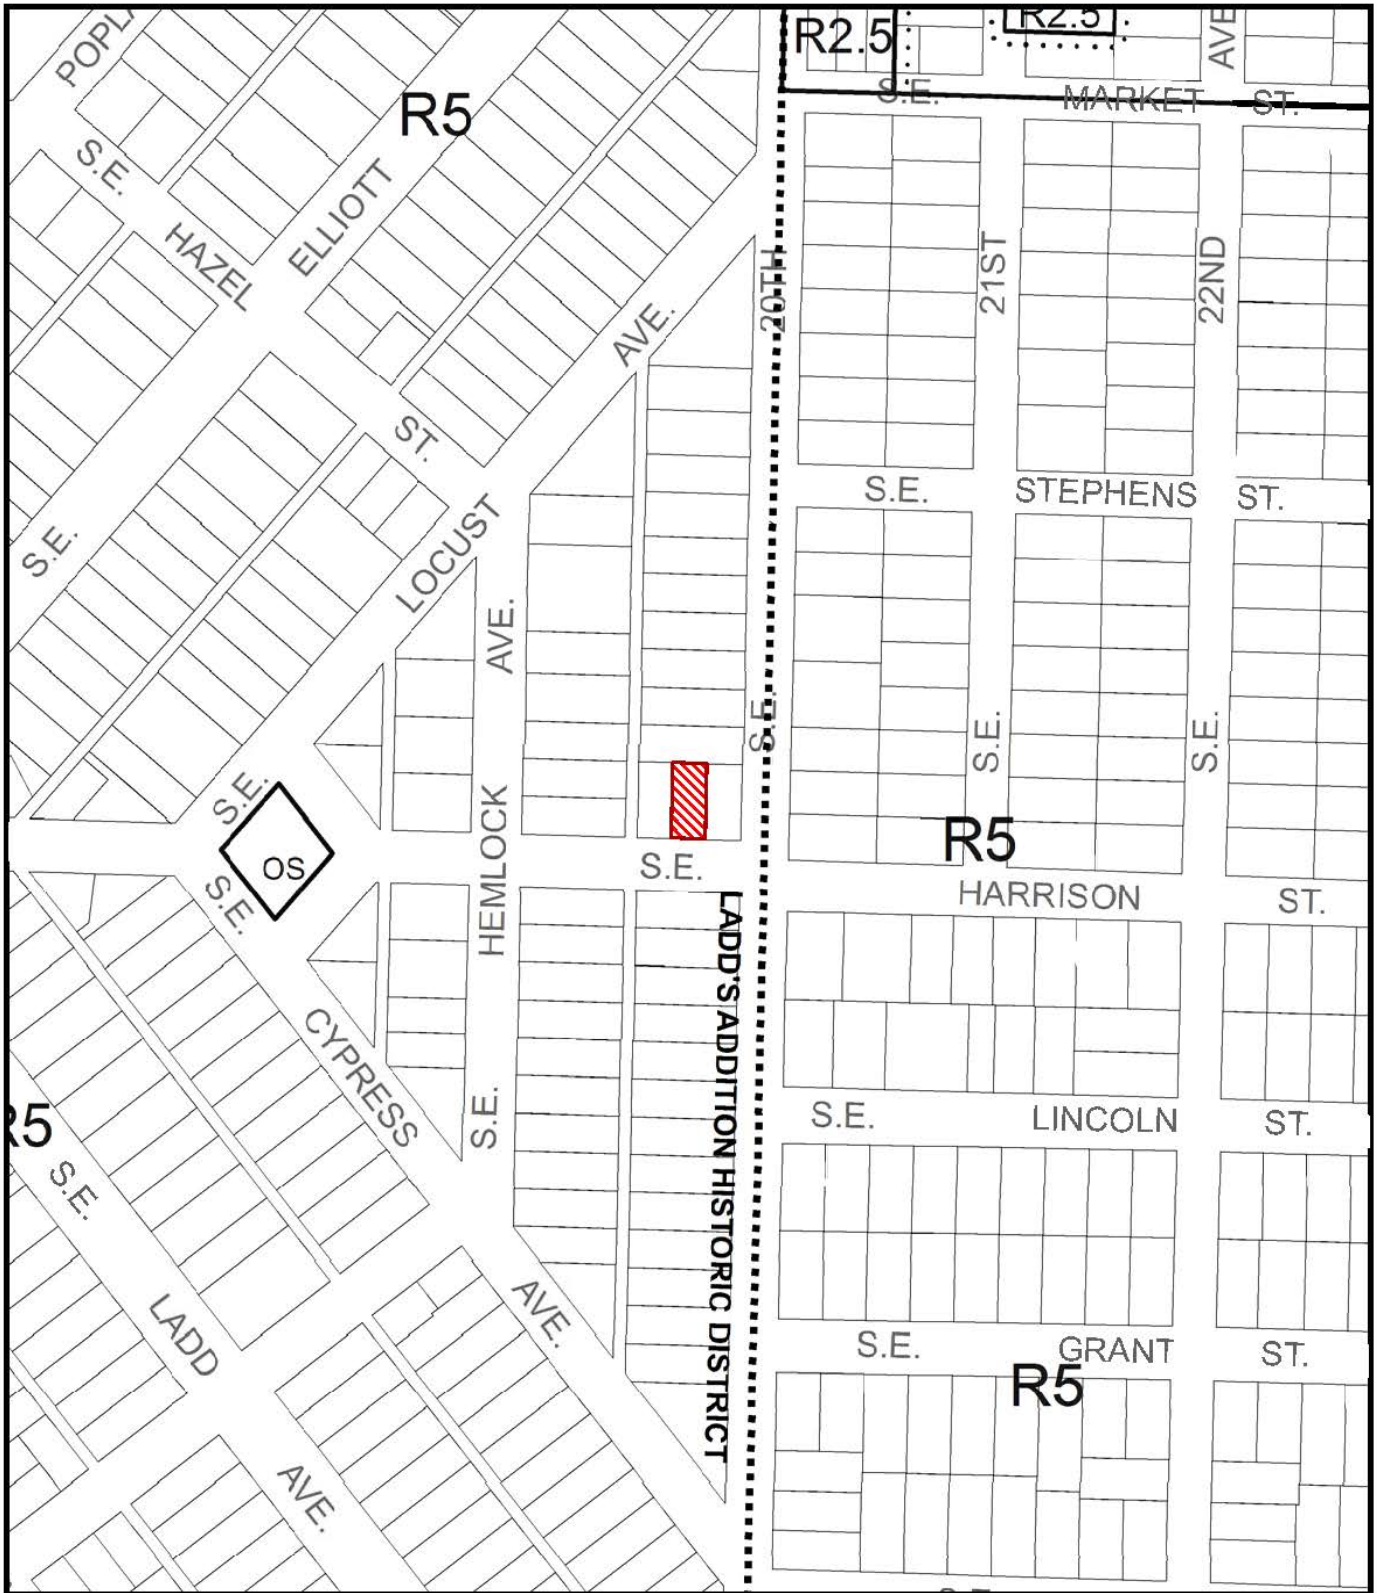 R2.5
R2.5
AVE
S.E. MARKET ST.
R5
S.E. HAZEL ST.
S.E. ELLIOTT
S.E. LOCUST AVE.
S.E. 20TH
S.E. 21ST
S.E. 22ND
S.E. STEPHENS ST.
S.E. HEMLOCK AVE.
OS
S.E. HARRISON ST.
R5
S.E. CYPRESS AVE.
LADD'S ADDITION HISTORIC DISTRICT
S.E. LINCOLN ST.
R5
S.E. LADD AVE.
S.E. GRANT ST.
R5